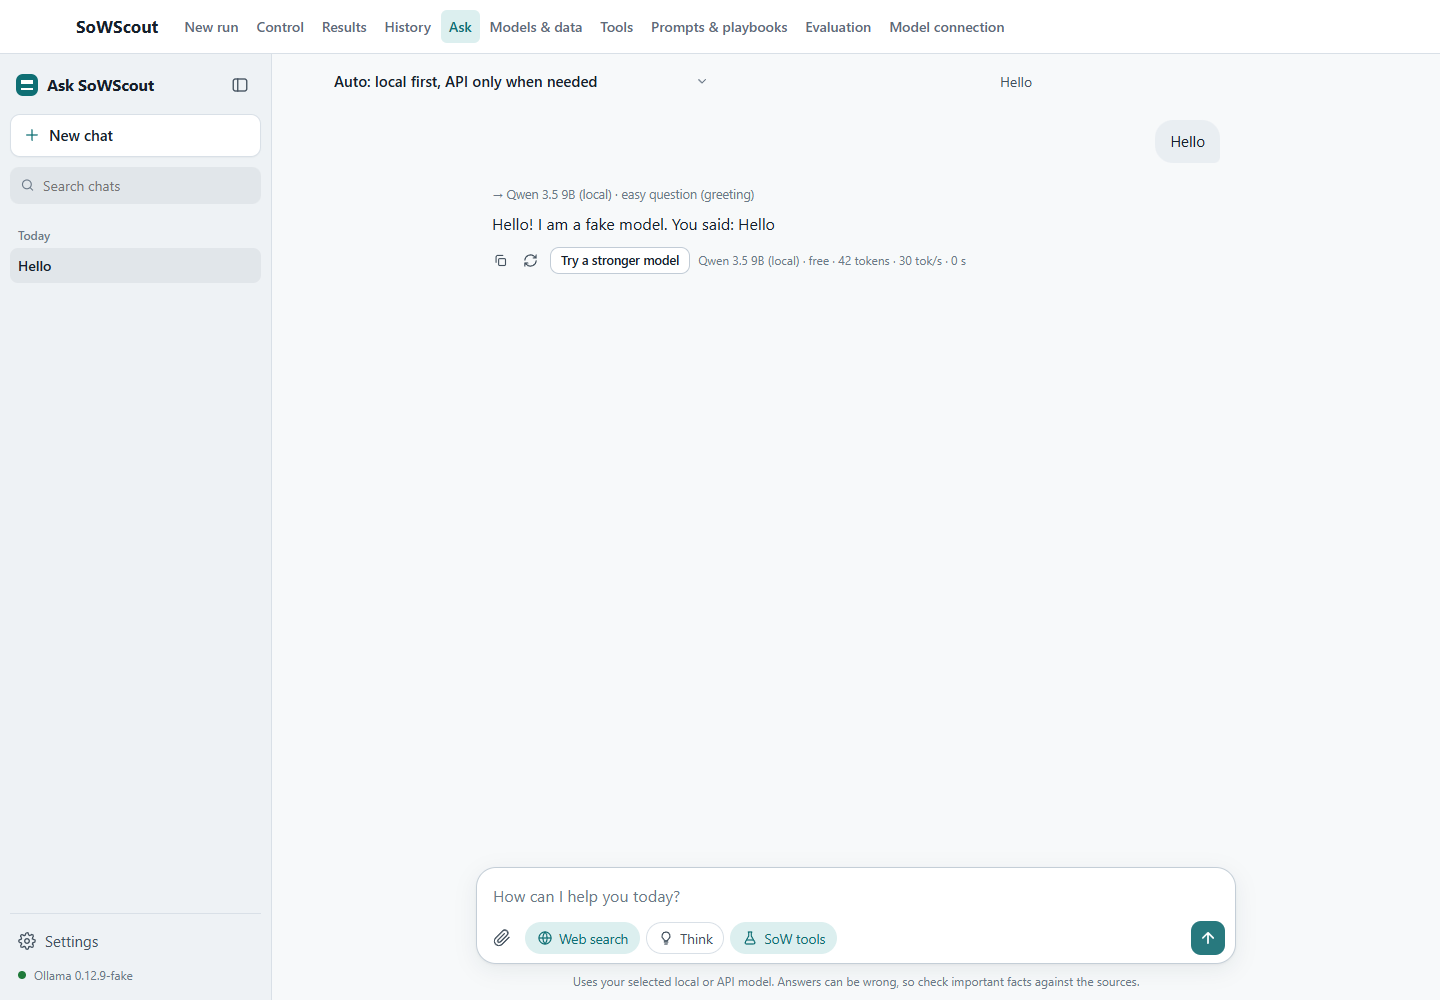 SoWScout New run Control Results History Ask Models & data Tools Prompts & playbooks Evaluation Model connection
Ask SoWScout
New chat
Search chats
Today
Hello
Settings
Ollama 0.12.9-fake
Auto: local first, API only when needed
Hello
Hello
→ Qwen 3.5 9B (local) · easy question (greeting)
Hello! I am a fake model. You said: Hello
Try a stronger model Qwen 3.5 9B (local) · free · 42 tokens · 30 tok/s · 0 s
How can I help you today?
Web search Think SoW tools
Uses your selected local or API model. Answers can be wrong, so check important facts against the sources.